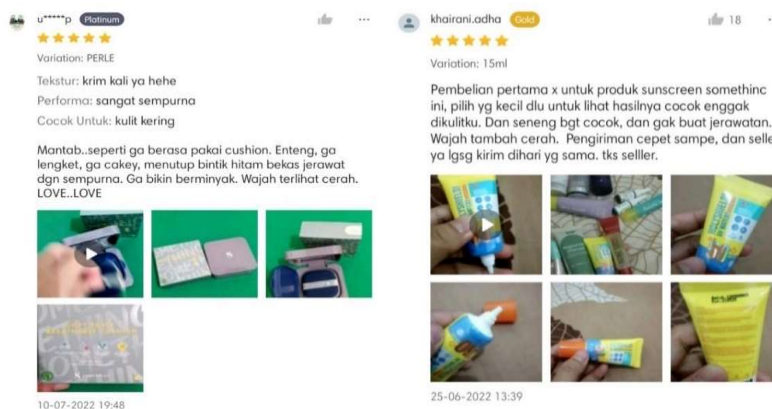 u*****p Platinum
Variation: PERLE
Tekstur: krim kali ya hehe
Performa: sangat sempurna
Cocok Untuk: kulit kering
Mantab..seperti ga berasa pakai cushion. Enteng, ga
lengket, ga cakey, menutup bintik hitam bekas jerawat
dgn sempurna. Ga bikin berminyak. Wajah terlihat cerah.
LOVE..LOVE
10-07-2022 19:48
khairani.adha Gold
18
Variation: 15ml
Pembelian pertama x untuk produk sunscreen somethinc
ini, pilih yg kecil dlu untuk lihat hasilnya cocok enggak
dikulitku. Dan seneng bgt cocok, dan gak buat jerawatan.
Wajah tambah cerah. Pengiriman cepet sampe, dan selle
ya lgsg kirim dihari yg sama. tks selller.
25-06-2022 13:39